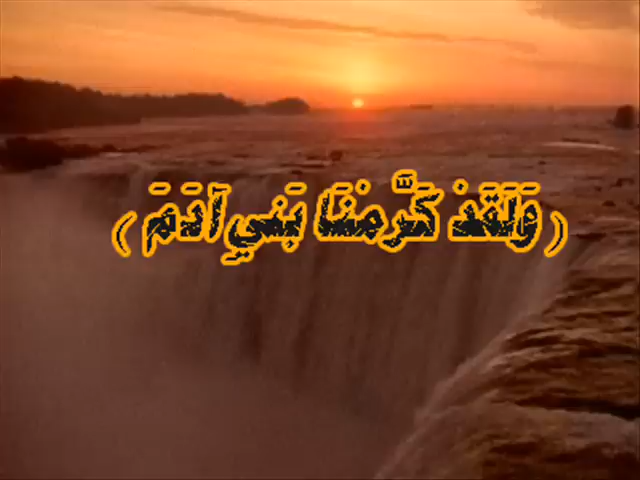 ( وَلَقَدْ كَرَّمْنَا بَنِي آدَمَ )